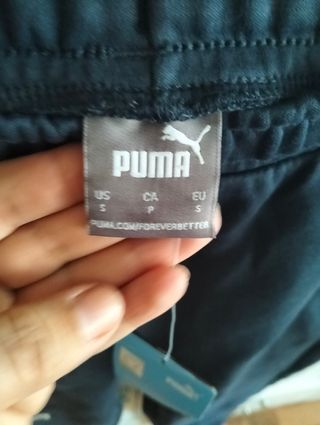 PUMA
US CA EU
S P S
PUMA.COM/FOREVERBETTER